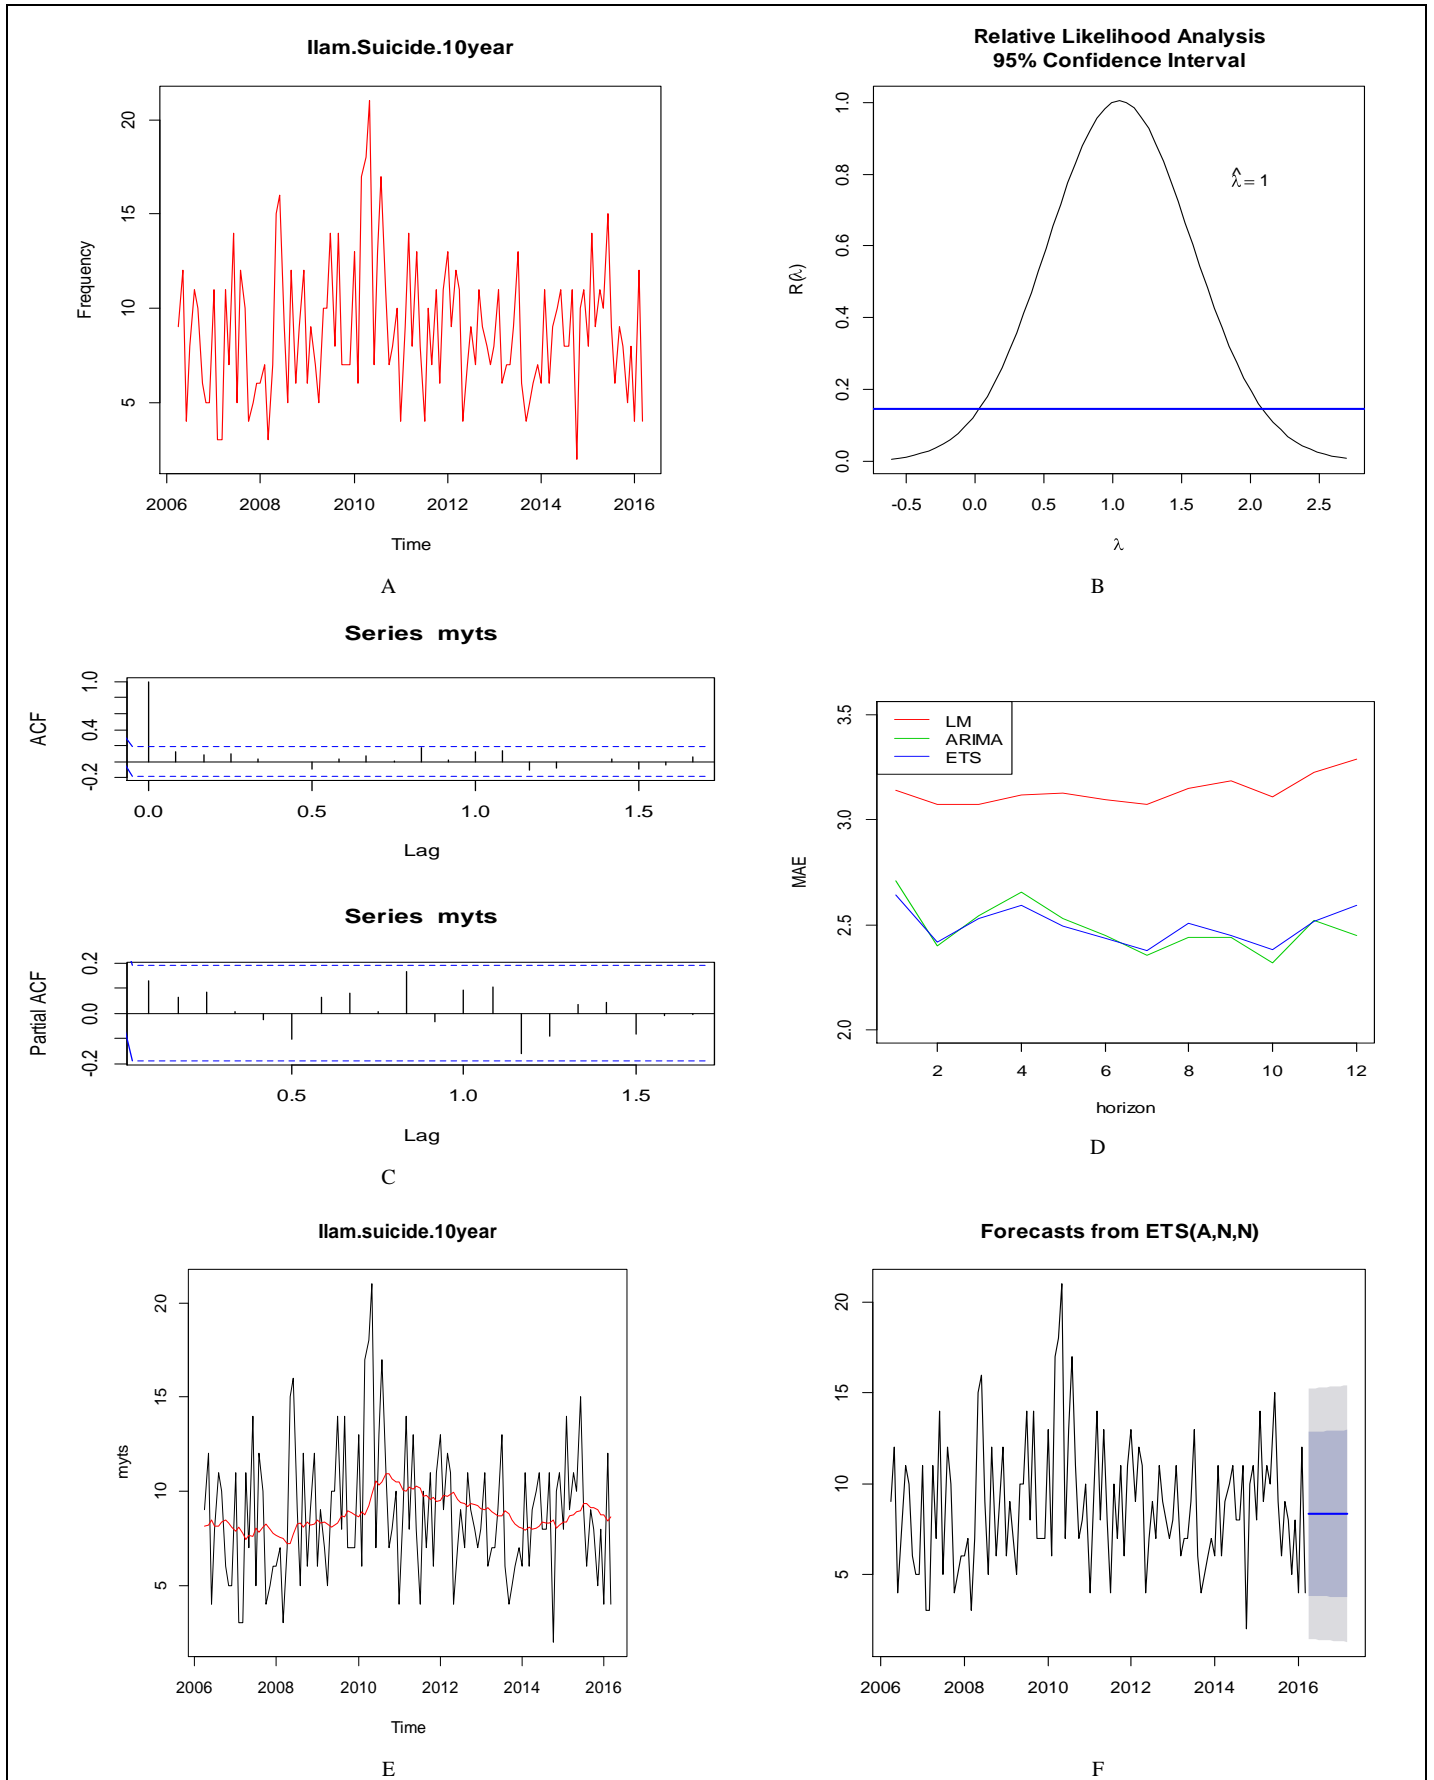 Ilam.Suicide.10year
Frequency
20
15
10
5
2006 2008 2010 2012 2014 2016
Time
A
Relative Likelihood Analysis
95% Confidence Interval
R(λ)
1.0
0.8
0.6
0.4
0.2
0.0
λ̂ = 1
-0.5 0.0 0.5 1.0 1.5 2.0 2.5
λ
B
Series myts
ACF
1.0
0.4
-0.2
0.0 0.5 1.0 1.5
Lag
Series myts
Partial ACF
0.2
0.0
-0.2
0.5 1.0 1.5
Lag
C
LM
ARIMA
ETS
MAE
3.5
3.0
2.5
2.0
2 4 6 8 10 12
horizon
D
Ilam.suicide.10year
myts
20
15
10
5
2006 2008 2010 2012 2014 2016
Time
E
Forecasts from ETS(A,N,N)
20
15
10
5
2006 2008 2010 2012 2014 2016
F